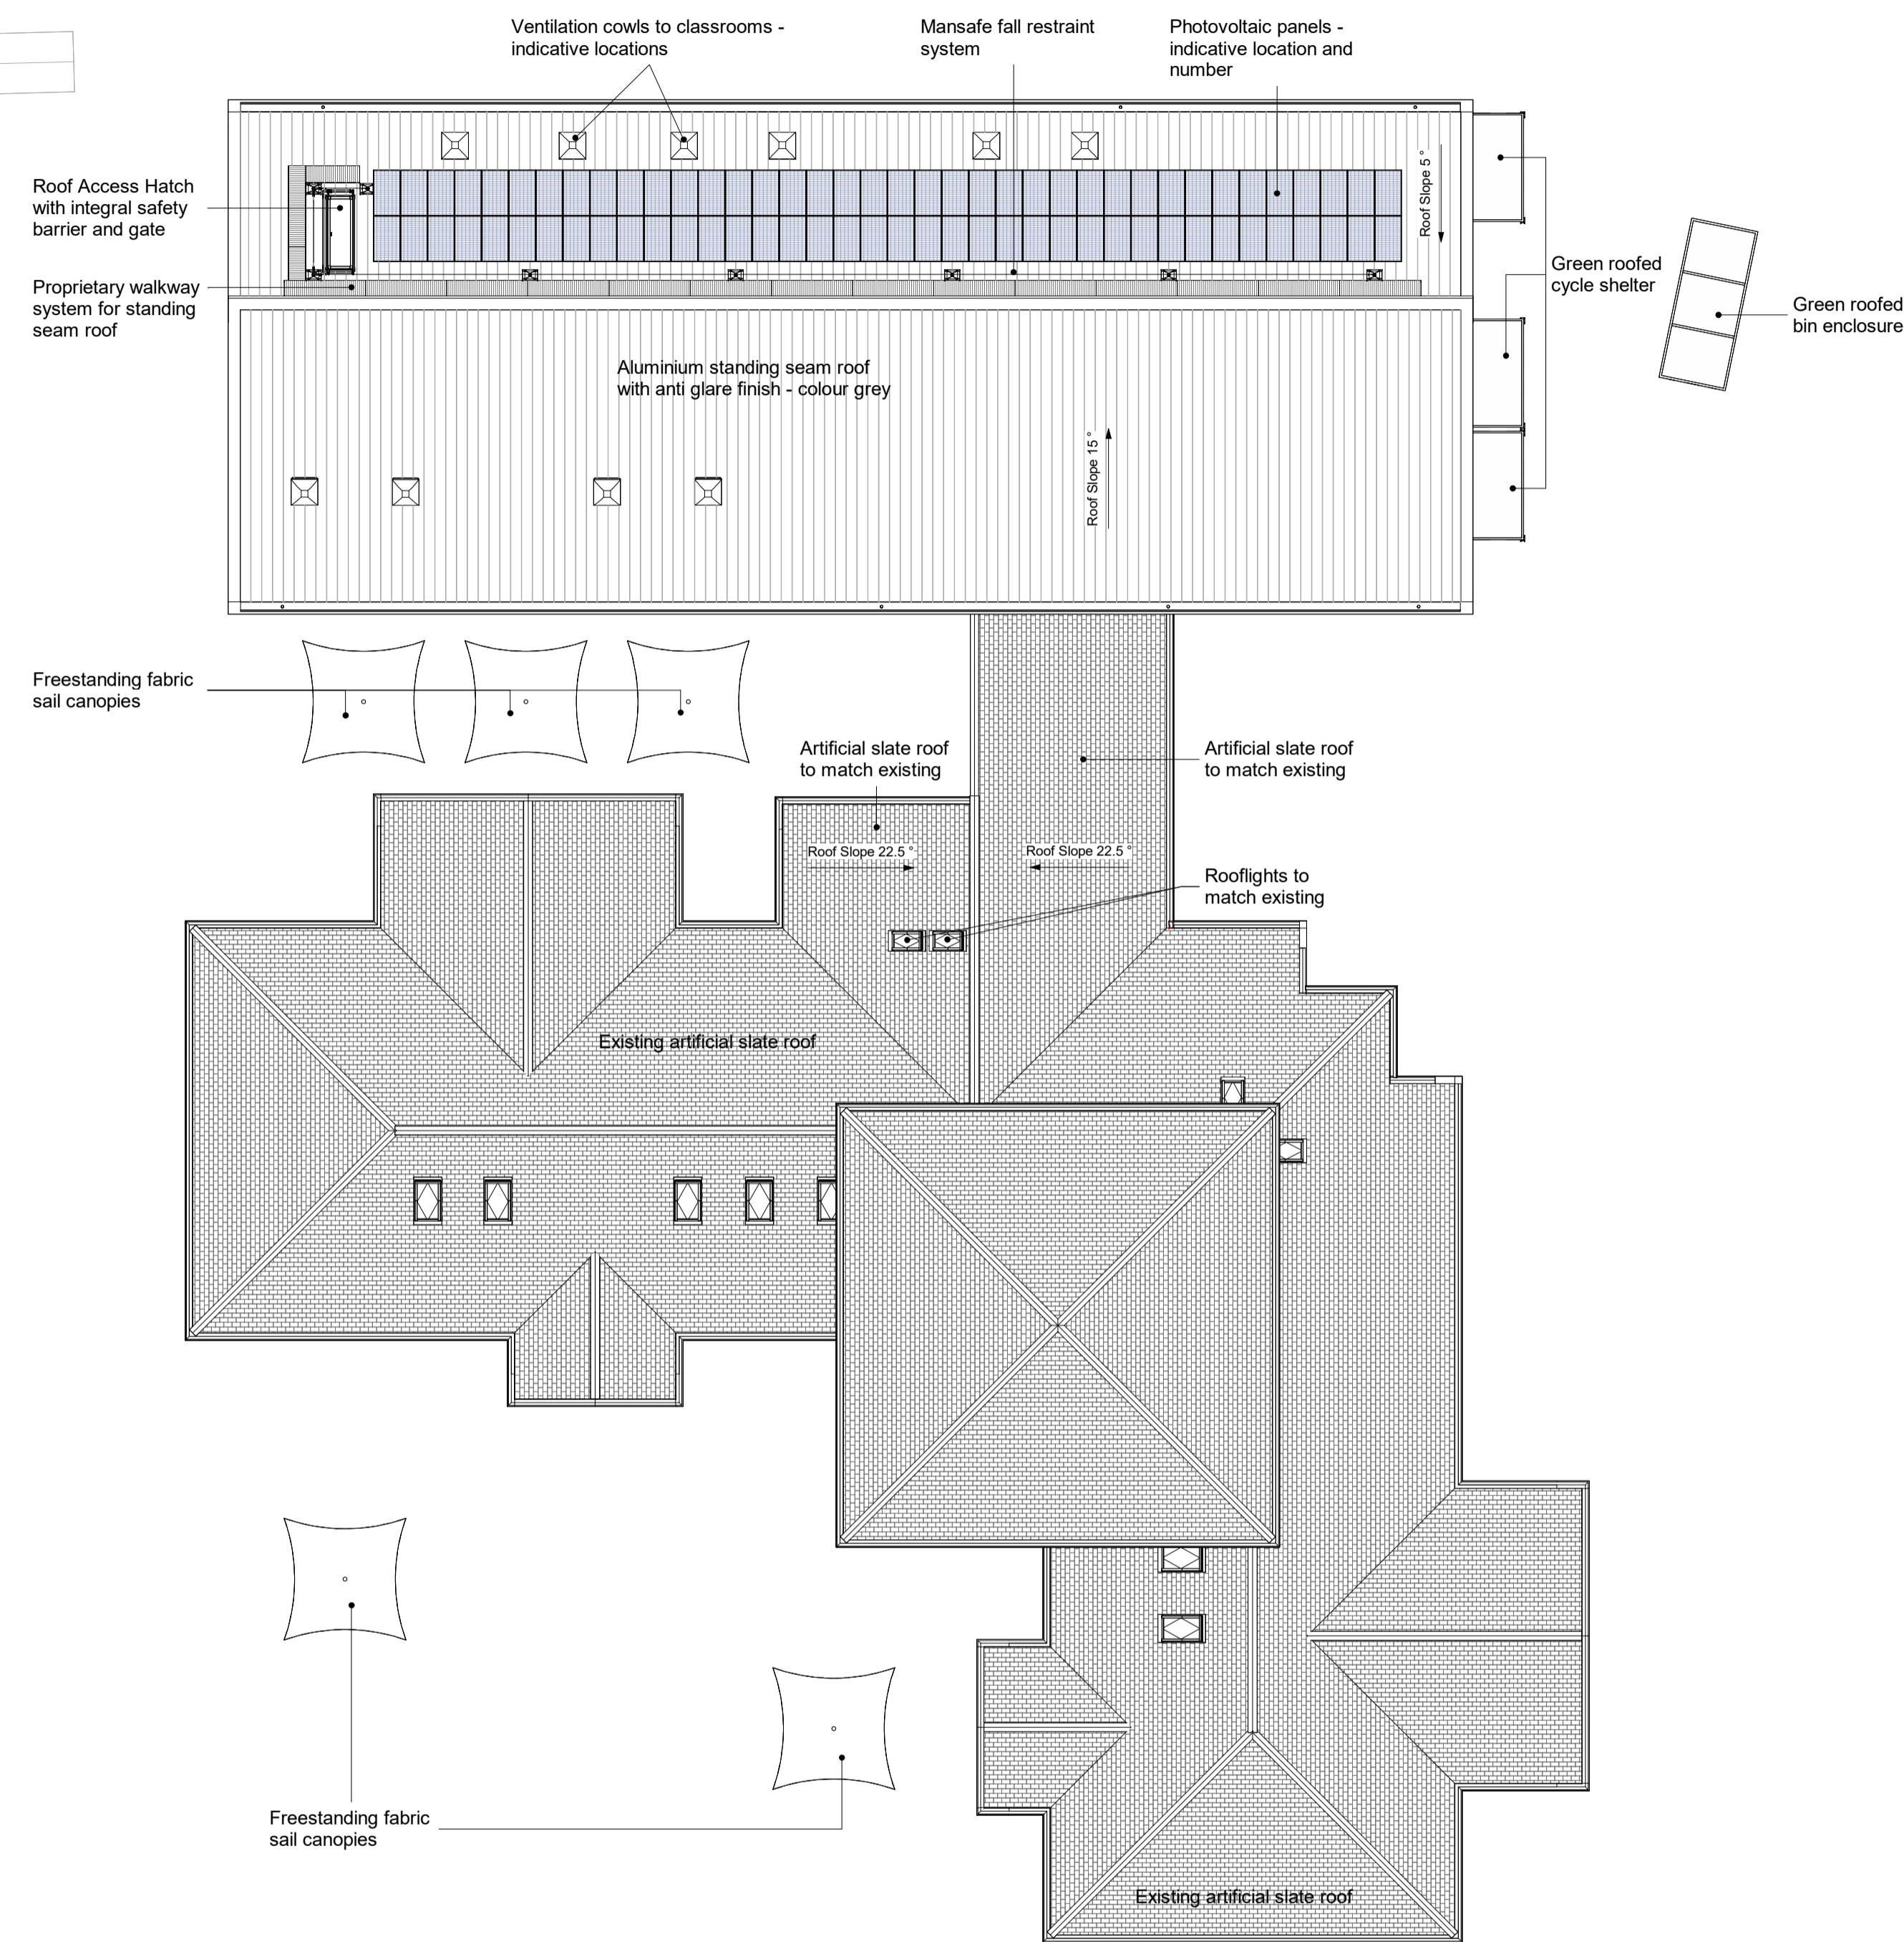 Ventilation cowls to classrooms -
indicative locations
Mansafe fall restraint
system
Photovoltaic panels -
indicative location and
number
Roof Access Hatch
with integral safety
barrier and gate
Roof Slope 5 °
Proprietary walkway
system for standing
seam roof
Green roofed
cycle shelter
Green roofed
bin enclosure
Aluminium standing seam roof
with anti glare finish - colour grey
Roof Slope 15 °
Freestanding fabric
sail canopies
Artificial slate roof
to match existing
Artificial slate roof
to match existing
Roof Slope 22.5 °
Roof Slope 22.5 °
Rooflights to
match existing
Existing artificial slate roof
Freestanding fabric
sail canopies
Existing artificial slate roof